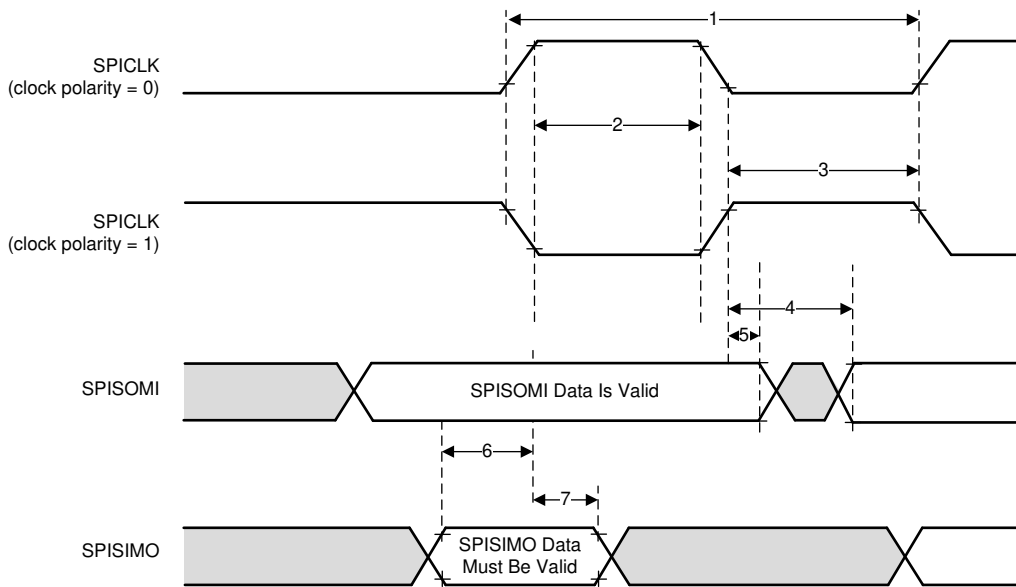 1
SPICLK
(clock polarity = 0)
2
3
SPICLK
(clock polarity = 1)
4
5
SPISOMI
SPISOMI Data Is Valid
6
7
SPISIMO
SPISIMO Data
Must Be Valid